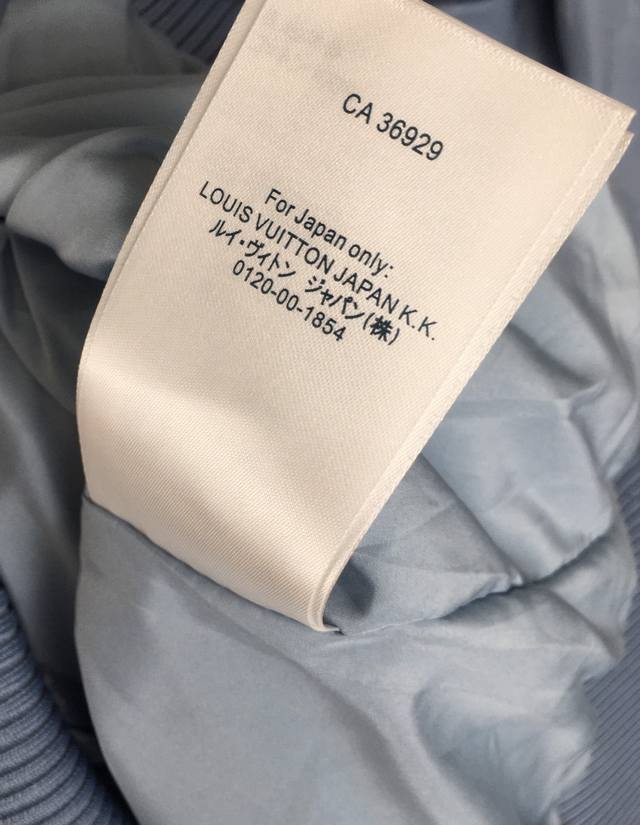 CA 36929
For Japan only:
LOUIS VUITTON JAPAN K.K.
ルイ・ヴィトン ジャパン(株)
0120-00-1854